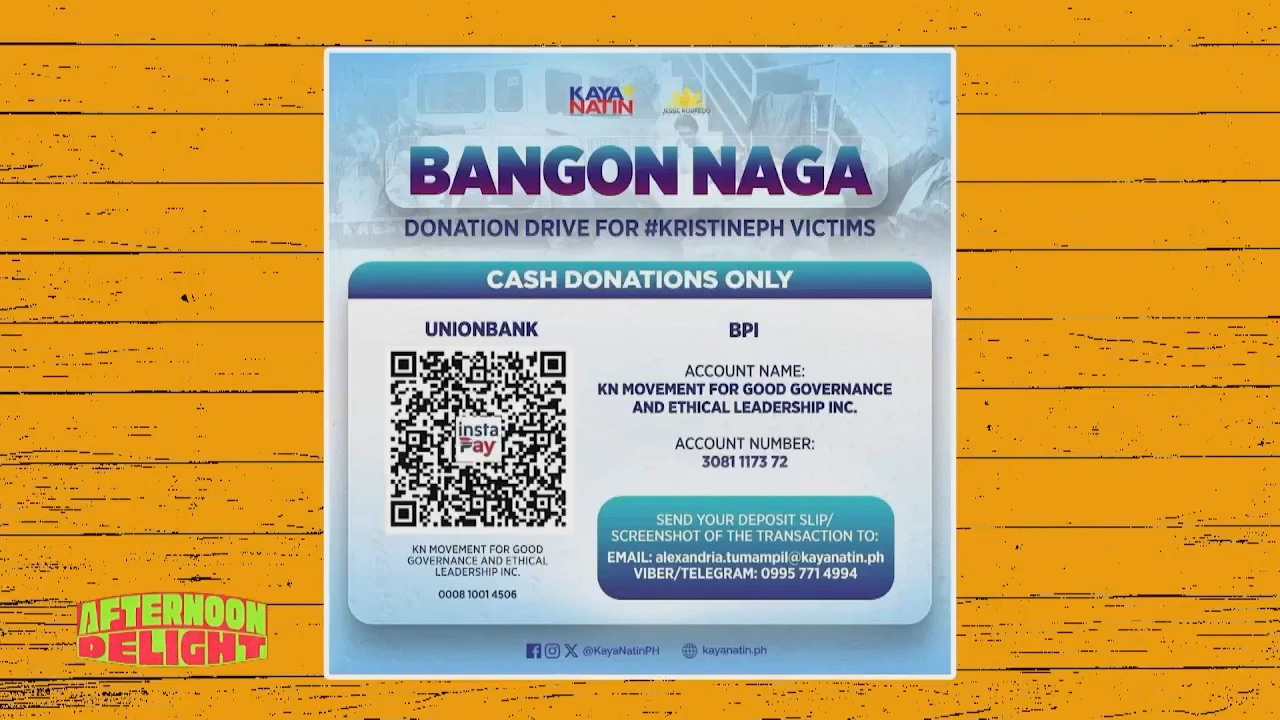 KAYA
NATIN
JESSE ROBREDO
BANGON NAGA
DONATION DRIVE FOR #KRISTINEPH VICTIMS
CASH DONATIONS ONLY
UNIONBANK
insta
Pay
KN MOVEMENT FOR GOOD
GOVERNANCE AND ETHICAL
LEADERSHIP INC.
0008 1001 4506
BPI
ACCOUNT NAME:
KN MOVEMENT FOR GOOD GOVERNANCE
AND ETHICAL LEADERSHIP INC.
ACCOUNT NUMBER:
3081 1173 72
SEND YOUR DEPOSIT SLIP/
SCREENSHOT OF THE TRANSACTION TO:
EMAIL: alexandria.tumampil@kayanatin.ph
VIBER/TELEGRAM: 0995 771 4994
@KayaNatinPH
kayanatin.ph
AFTERNOON
DELIGHT